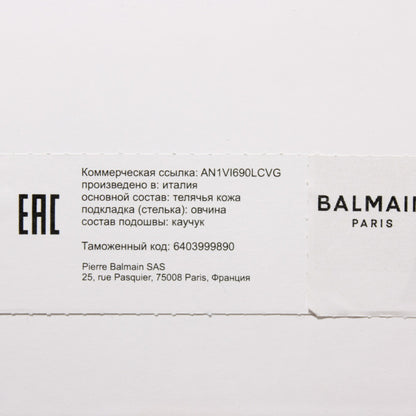 Коммерческая ссылка: AN1VI690LCVG
произведено в: италия
основной состав: телячья кожа
подкладка (стелька): овчина
состав подошвы: каучук
Таможенный код: 6403999890
Pierre Balmain SAS
25, rue Pasquier, 75008 Paris, Франция
EAC
BALMAIN
PARIS